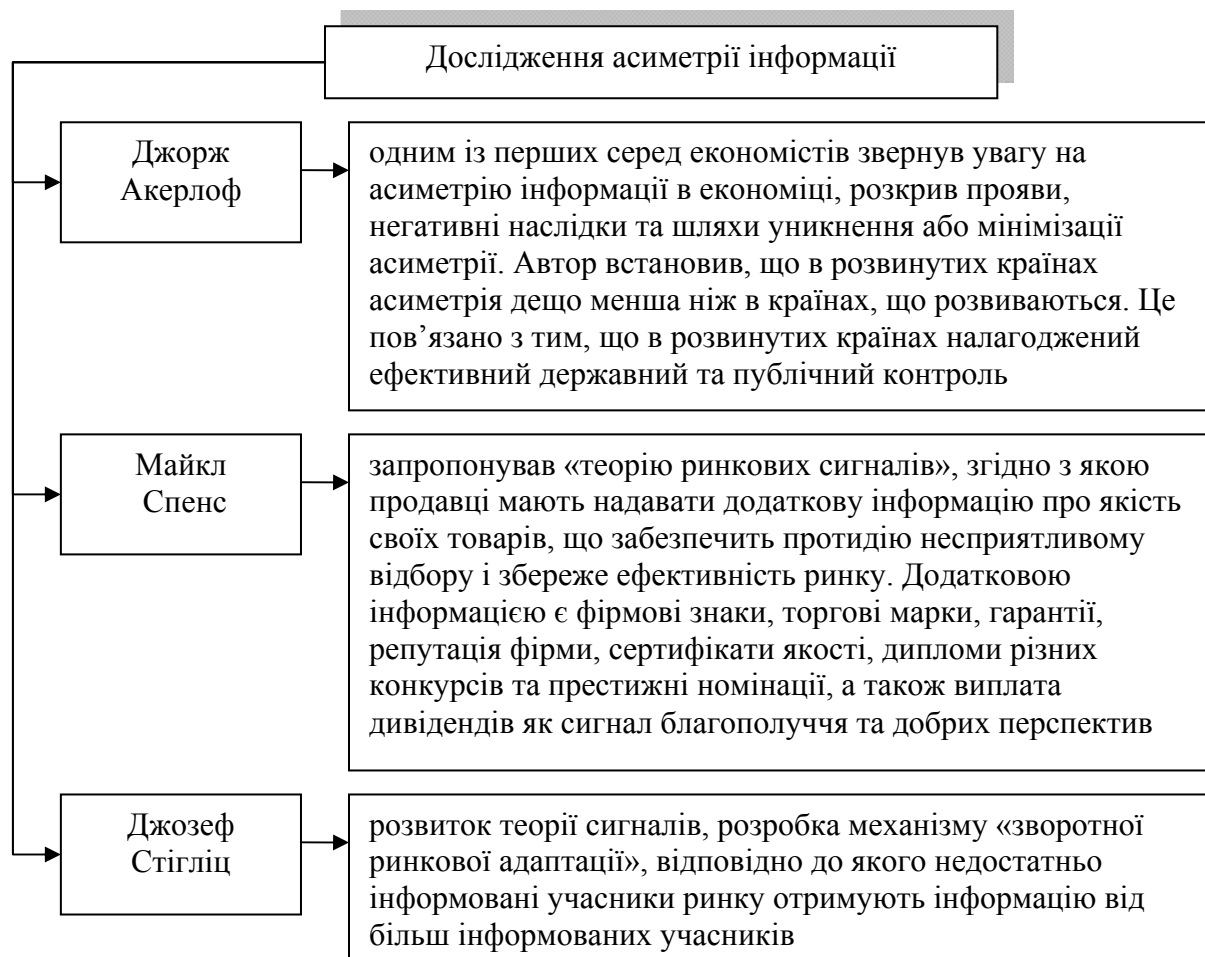 Дослідження асиметрії інформації
Джорж
Акерлоф
одним із перших серед економістів звернув увагу на
асиметрію інформації в економіці, розкрив прояви,
негативні наслідки та шляхи уникнення або мінімізації
асиметрії. Автор встановив, що в розвинутих країнах
асиметрія дещо менша ніж в країнах, що розвиваються. Це
пов’язано з тим, що в розвинутих країнах налагоджений
ефективний державний та публічний контроль
Майкл
Спенс
запропонував «теорію ринкових сигналів», згідно з якою
продавці мають надавати додаткову інформацію про якість
своїх товарів, що забезпечить протидію несприятливому
відбору і збереже ефективність ринку. Додатковою
інформацією є фірмові знаки, торгові марки, гарантії,
репутація фірми, сертифікати якості, дипломи різних
конкурсів та престижні номінації, а також виплата
дивідендів як сигнал благополуччя та добрих перспектив
Джозеф
Стігліц
розвиток теорії сигналів, розробка механізму «зворотної
ринкової адаптації», відповідно до якого недостатньо
інформовані учасники ринку отримують інформацію від
більш інформованих учасників